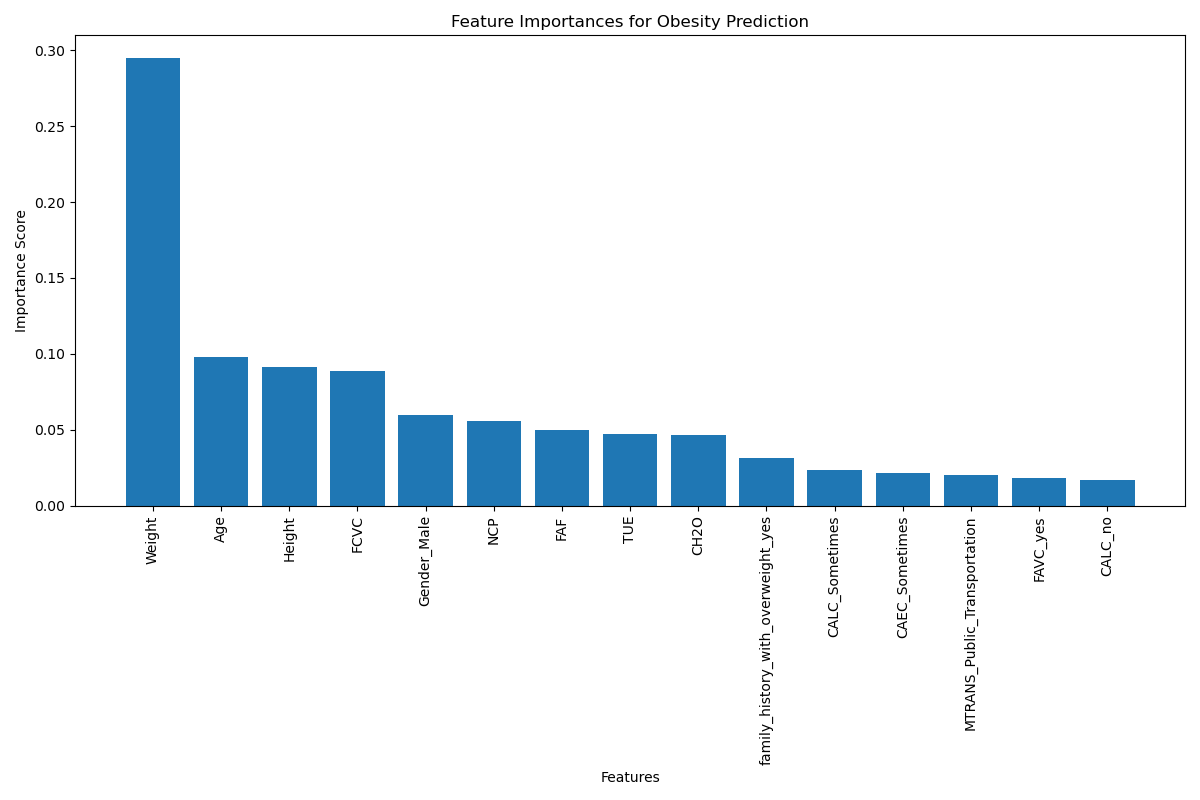 Feature Importances for Obesity Prediction
Importance Score
0.30
0.25
0.20
0.15
0.10
0.05
0.00
Weight
Age
Height
FCVC
Gender_Male
NCP
FAF
TUE
CH2O
family_history_with_overweight_yes
CALC_Sometimes
CAEC_Sometimes
MTRANS_Public_Transportation
FAVC_yes
CALC_no
Features